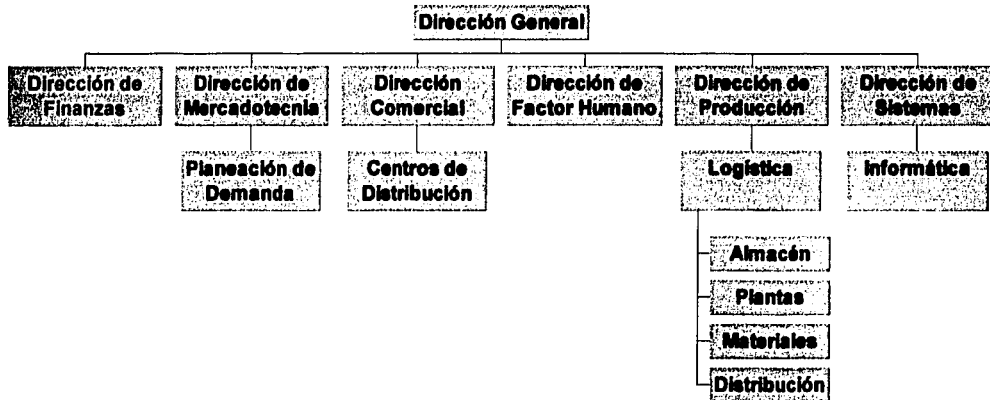 Dirección General
Dirección de
Finanzas
Dirección de
Mercadotecnia
Dirección
Comercial
Dirección de
Factor Humano
Dirección de
Producción
Dirección de
Sistemas
Planeación de
Demanda
Centros de
Distribución
Logística
Informática
Almacén
Plantas
Materiales
Distribución